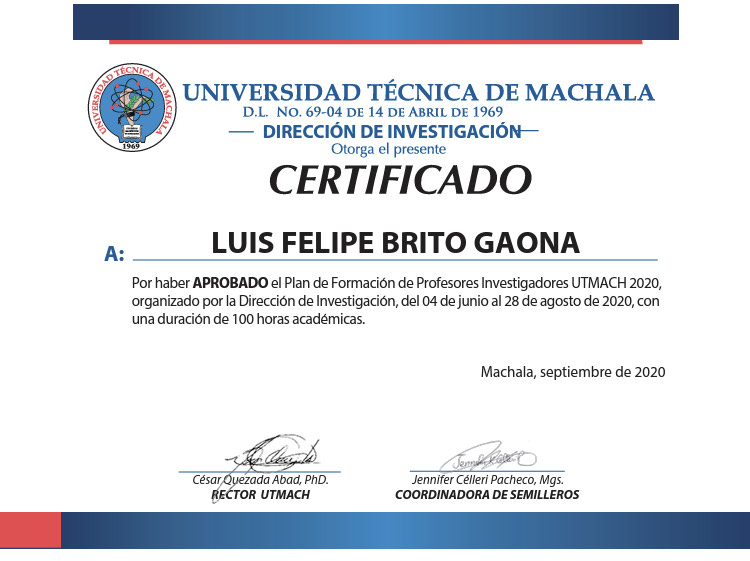 UNIVERSIDAD TÉCNICA DE MACHALA
1969
UNIVERSIDAD TÉCNICA DE MACHALA
D.L. NO. 69-04 DE 14 DE ABRIL DE 1969
DIRECCIÓN DE INVESTIGACIÓN
Otorga el presente
CERTIFICADO
A: LUIS FELIPE BRITO GAONA
Por haber APROBADO el Plan de Formación de Profesores Investigadores UTMACH 2020,
organizado por la Dirección de Investigación, del 04 de junio al 28 de agosto de 2020, con
una duración de 100 horas académicas.
Machala, septiembre de 2020
César Quezada Abad, PhD.
RECTOR UTMACH
Jennifer Célleri Pacheco, Mgs.
COORDINADORA DE SEMILLEROS